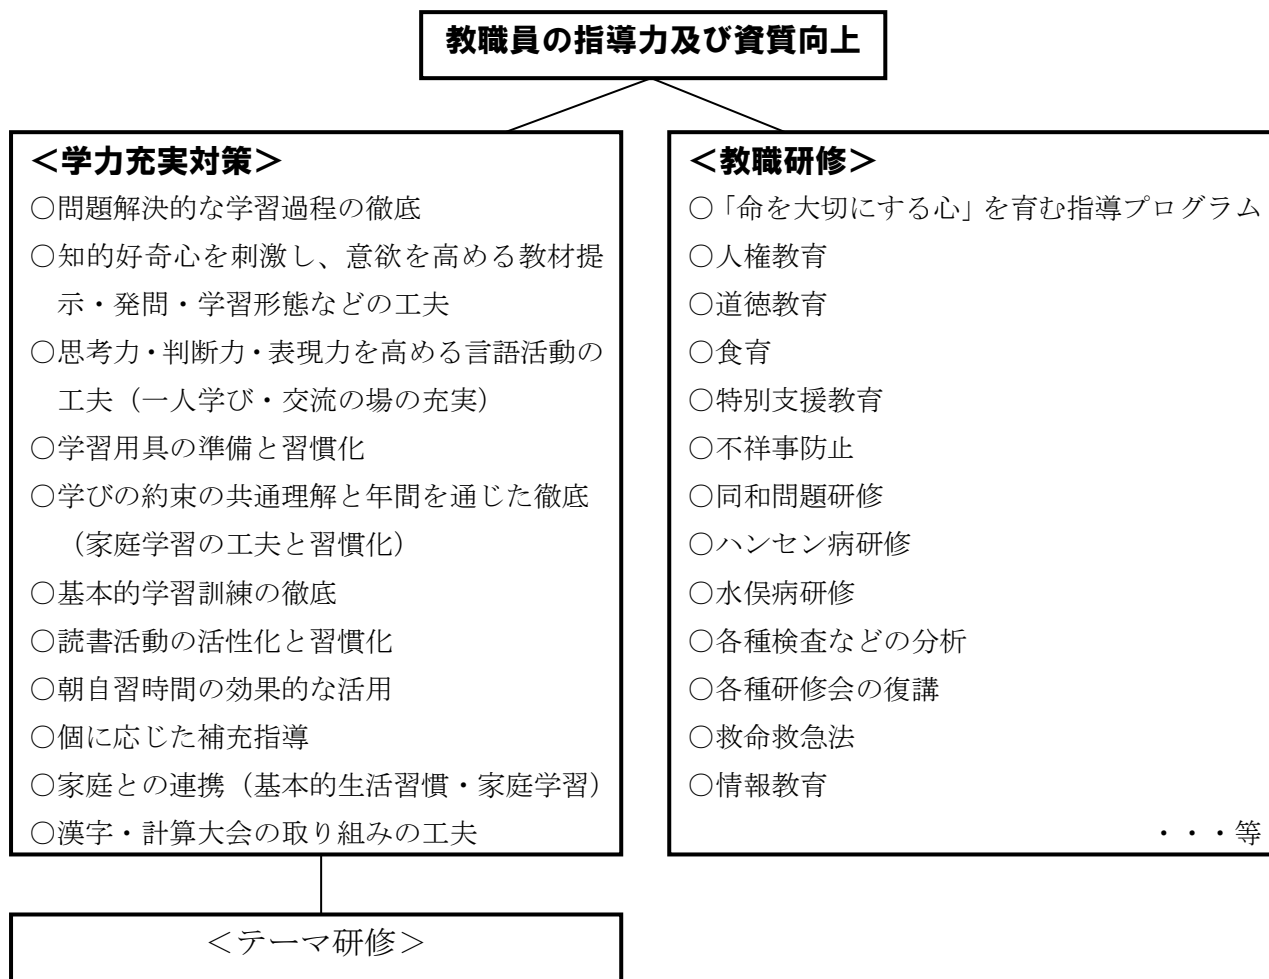 教職員の指導力及び資質向上
＜学力充実対策＞
○問題解決的な学習過程の徹底
○知的好奇心を刺激し、意欲を高める教材提
示・発問・学習形態などの工夫
○思考力・判断力・表現力を高める言語活動の
工夫（一人学び・交流の場の充実）
○学習用具の準備と習慣化
○学びの約束の共通理解と年間を通じた徹底
（家庭学習の工夫と習慣化）
○基本的学習訓練の徹底
○読書活動の活性化と習慣化
○朝自習時間の効果的な活用
○個に応じた補充指導
○家庭との連携（基本的生活習慣・家庭学習）
○漢字・計算大会の取り組みの工夫
＜教職研修＞
○「命を大切にする心」を育む指導プログラム
○人権教育
○道徳教育
○食育
○特別支援教育
○不祥事防止
○同和問題研修
○ハンセン病研修
○水俣病研修
○各種検査などの分析
○各種研修会の復講
○救命救急法
○情報教育
・・・等
＜テーマ研修＞